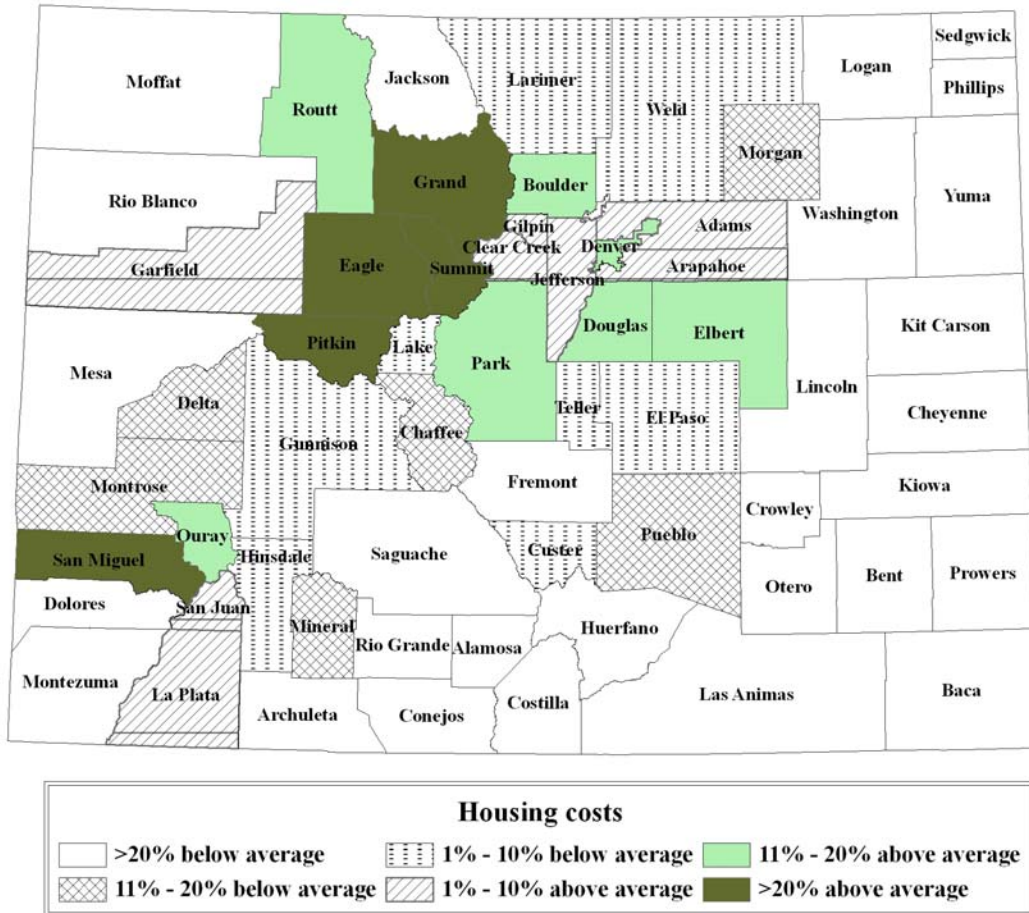 Sedgwick
Moffat
Jackson
Larimer
Logan
Phillips
Routt
Weld
Morgan
Grand
Boulder
Rio Blanco
Washington
Yuma
Gilpin
Adams
Clear Creek
Denver
Eagle
Summit
Garfield
Jefferson
Arapahoe
Douglas
Elbert
Kit Carson
Pitkin
Lake
Park
Mesa
Lincoln
Delta
Teller
El Paso
Cheyenne
Chaffee
Gunnison
Fremont
Montrose
Kiowa
Crowley
Ouray
Pueblo
San Miguel
Hinsdale
Saguache
Custer
Otero
Bent
Prowers
Dolores
San Juan
Mineral
Rio Grande
Alamosa
Huerfano
Montezuma
La Plata
Archuleta
Conejos
Costilla
Las Animas
Baca
Housing costs
>20% below average
1% - 10% below average
11% - 20% above average
11% - 20% below average
1% - 10% above average
>20% above average